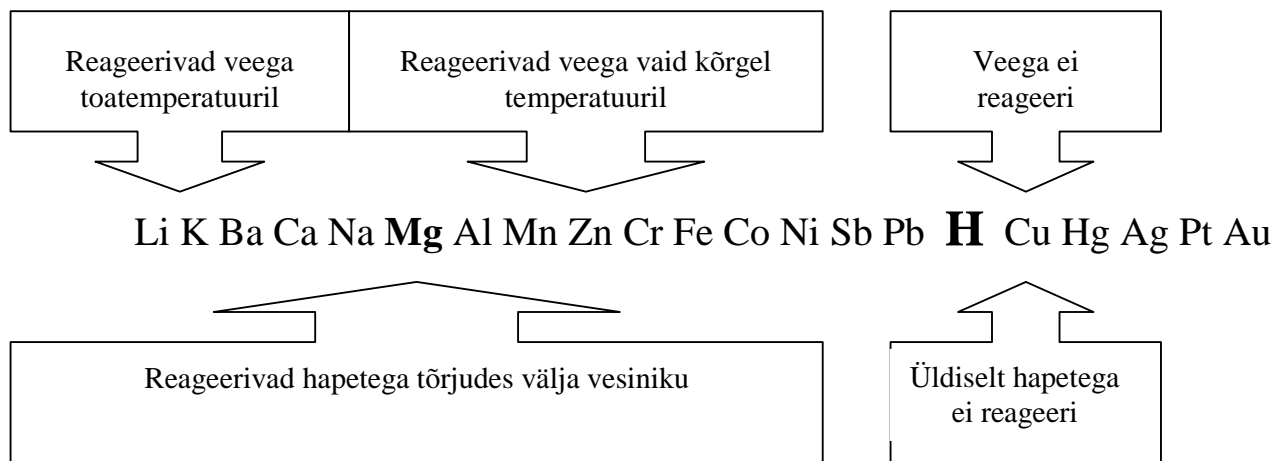 Reageerivad veega
toatemperatuuril
Reageerivad veega vaid kõrgel
temperatuuril
Veega ei
reageeri
Li K Ba Ca Na Mg Al Mn Zn Cr Fe Co Ni Sb Pb H Cu Hg Ag Pt Au
Reageerivad hapetega tõrjudes välja vesiniku
Üldiselt hapetega
ei reageeri